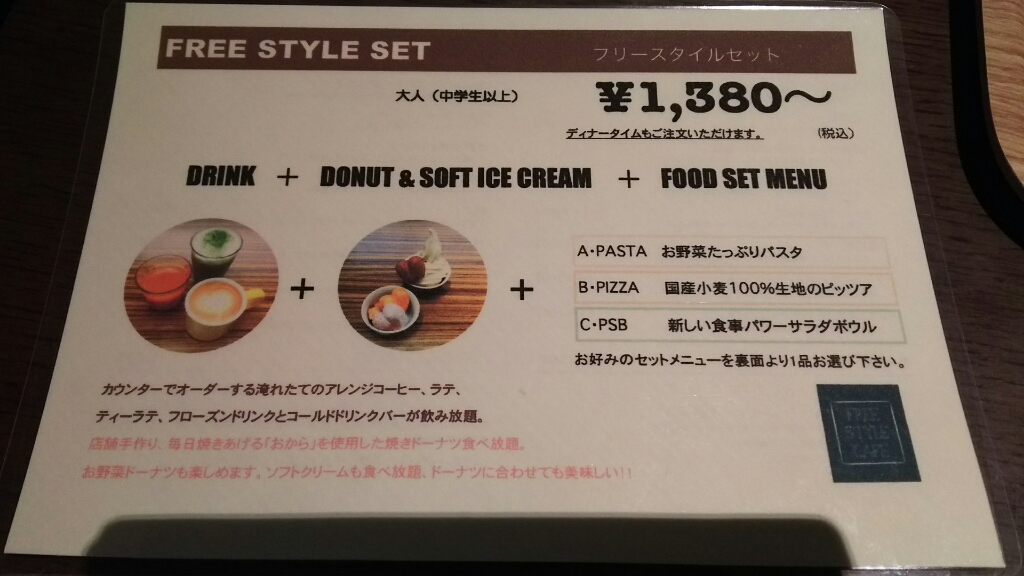 FREE STYLE SET フリースタイルセット
大人（中学生以上） ¥1,380～
ディナータイムもご注文いただけます。 （税込）
DRINK + DONUT & SOFT ICE CREAM + FOOD SET MENU
+ +
A・PASTA お野菜たっぷりパスタ
B・PIZZA 国産小麦100%生地のピッツア
C・PSB 新しい食事パワーサラダボウル
お好みのセットメニューを裏面より1品お選び下さい。
カウンターでオーダーする淹れたてのアレンジコーヒー、ラテ、
ティーラテ、フローズンドリンクとコールドドリンクバーが飲み放題。
店舗手作り、毎日焼きあげる「おから」を使用した焼きドーナツ食べ放題。
お野菜ドーナツも楽しめます。ソフトクリームも食べ放題、ドーナツに合わせても美味しい!!
FREE
STYLE
CAFE